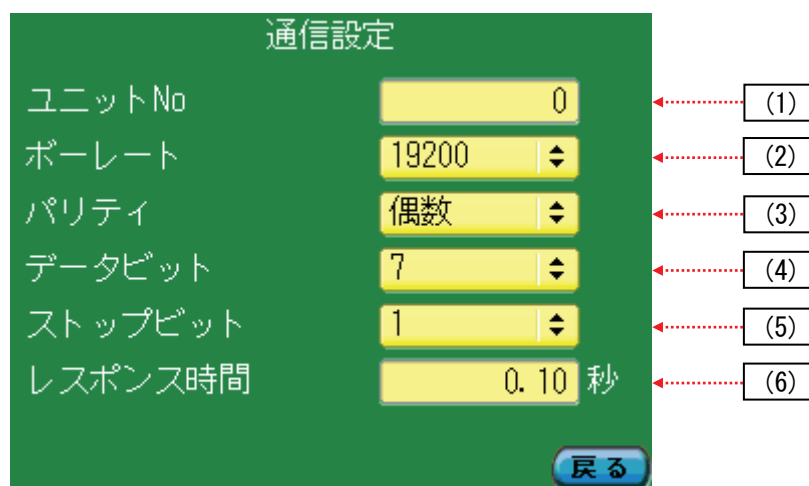 通信設定
ユニットNo 0 (1)
ボーレート 19200 (2)
パリティ 偶数 (3)
データビット 7 (4)
ストップビット 1 (5)
レスポンス時間 0.10 秒 (6)
戻る